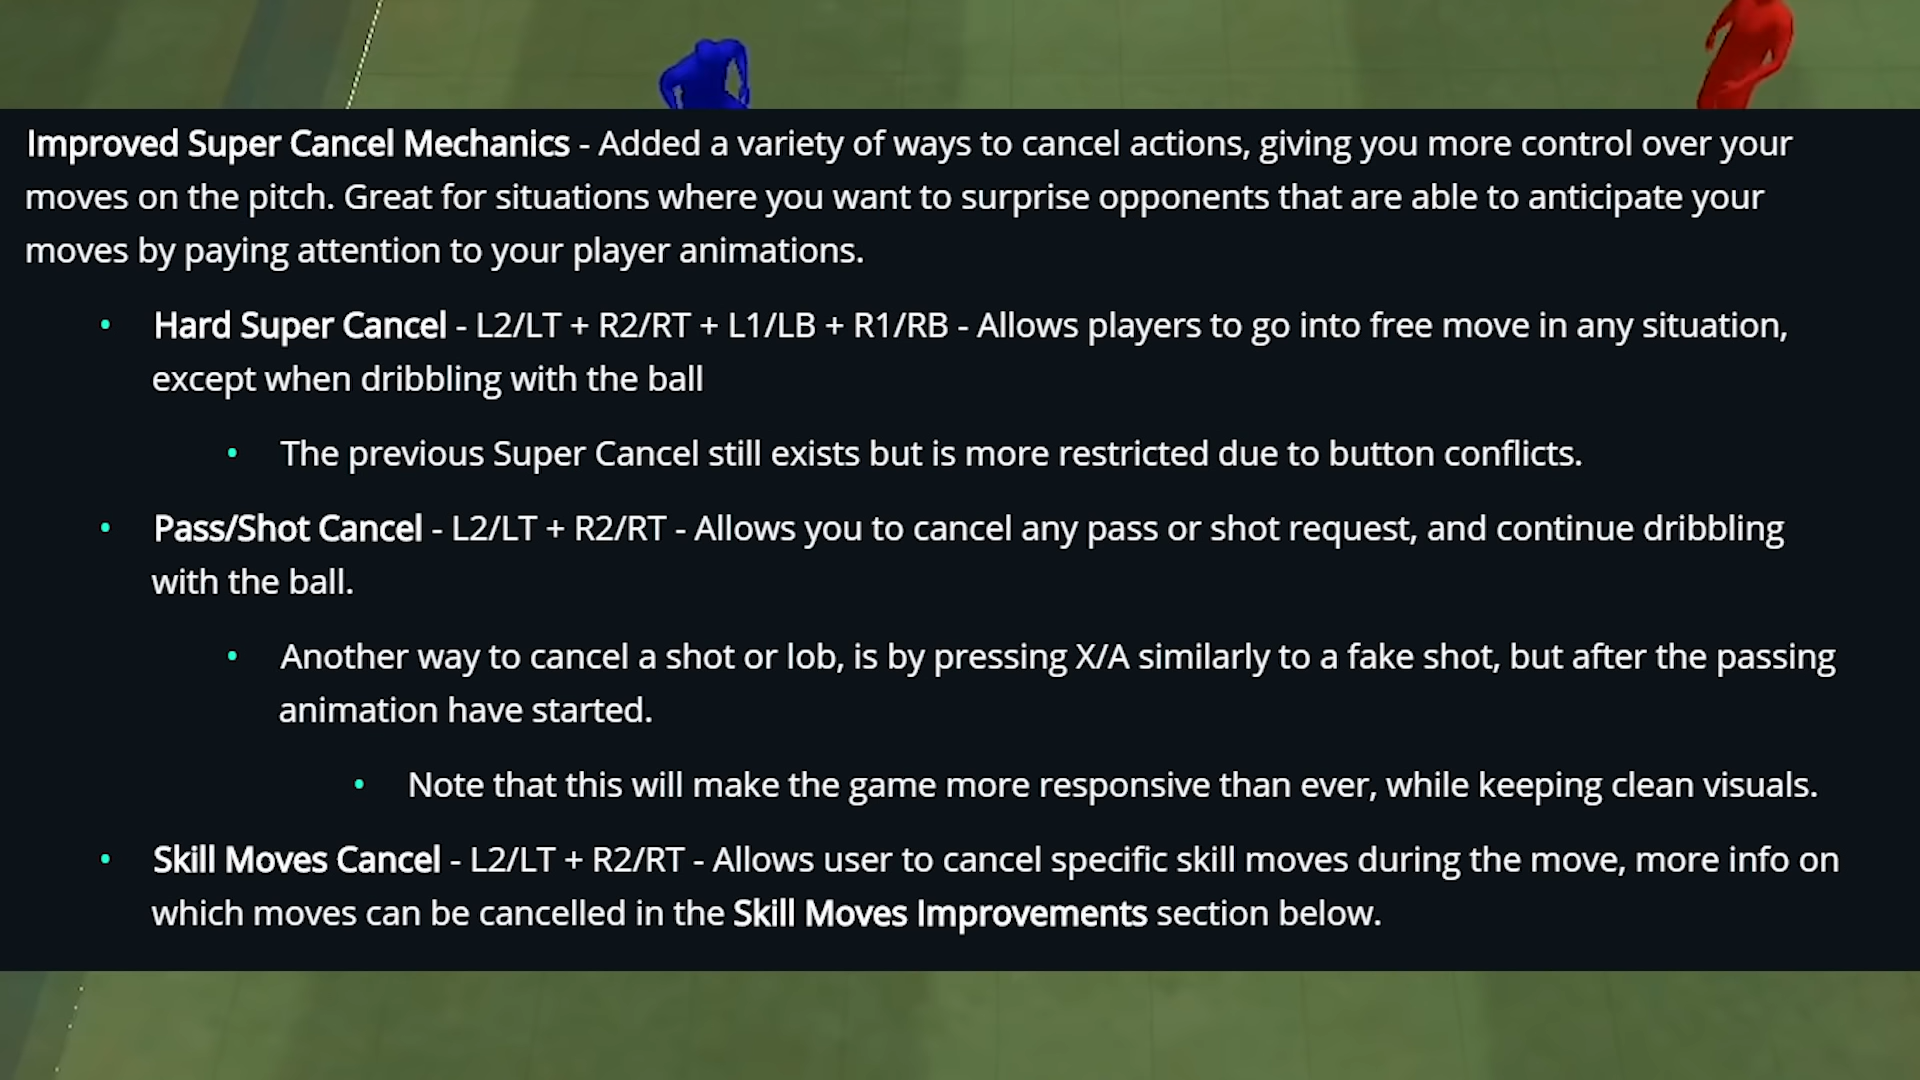 Improved Super Cancel Mechanics - Added a variety of ways to cancel actions, giving you more control over your
moves on the pitch. Great for situations where you want to surprise opponents that are able to anticipate your
moves by paying attention to your player animations.
• Hard Super Cancel - L2/LT + R2/RT + L1/LB + R1/RB - Allows players to go into free move in any situation,
except when dribbling with the ball
• The previous Super Cancel still exists but is more restricted due to button conflicts.
• Pass/Shot Cancel - L2/LT + R2/RT - Allows you to cancel any pass or shot request, and continue dribbling
with the ball.
• Another way to cancel a shot or lob, is by pressing X/A similarly to a fake shot, but after the passing
animation have started.
• Note that this will make the game more responsive than ever, while keeping clean visuals.
• Skill Moves Cancel - L2/LT + R2/RT - Allows user to cancel specific skill moves during the move, more info on
which moves can be cancelled in the Skill Moves Improvements section below.